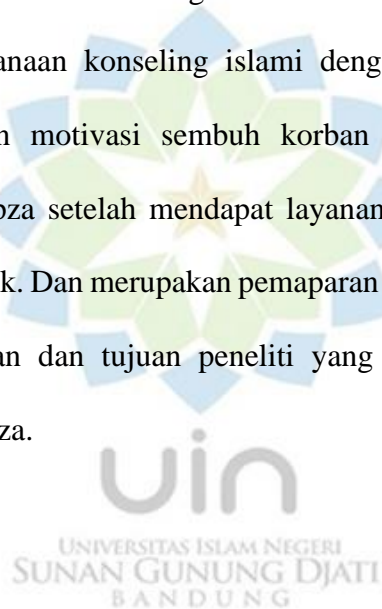 anaan konseling islami deng
n motivasi sembuh korban
oza setelah mendapat layanan
k. Dan merupakan pemaparan
an dan tujuan peneliti yang
za.
uin
UNIVERSITAS ISLAM NEGERI
SUNAN GUNUNG DJATI
BANDUNG